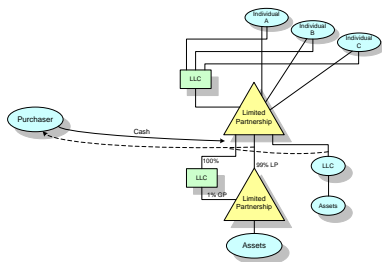 Individual
A
Individual
B
Individual
C
LLC
Limited
Partnership
Purchaser
Cash
100%
99% LP
LLC
LLC
1% GP
Limited
Partnership
Assets
Assets